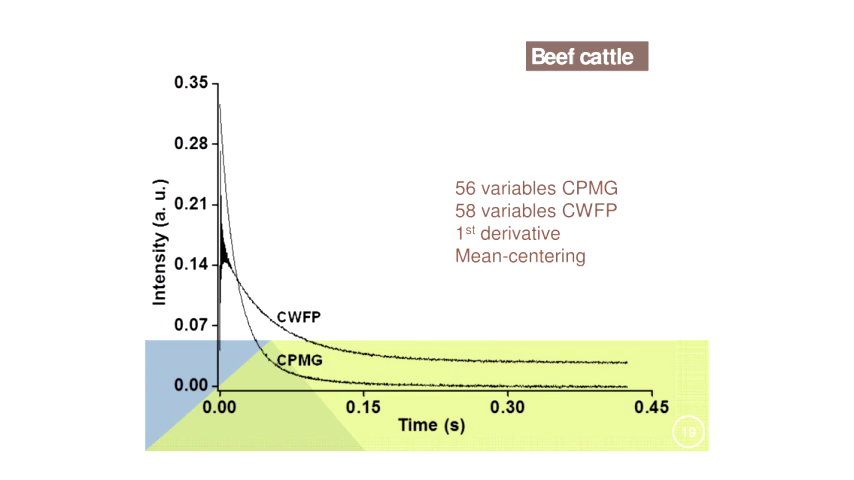 Beef cattle
0.35
0.28
0.21
0.14
0.07
0.00
Intensity (a. u.)
56 variables CPMG
58 variables CWFP
1st derivative
Mean-centering
CWFP
CPMG
0.00 0.15 0.30 0.45
Time (s)
19